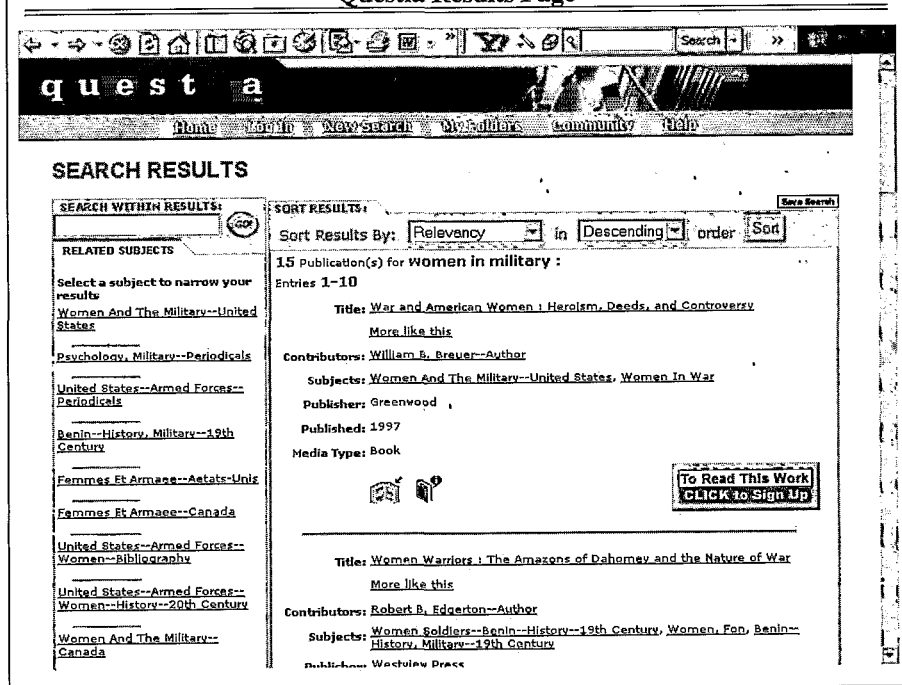 Questia Results Page
Search
»
quest a
Home Log In New Search My Folders Community Help
SEARCH RESULTS
SEARCH WITHIN RESULTS:
GO!
RELATED SUBJECTS
Select a subject to narrow your
results
Women And The Military--United
States
Psychology, Military--Periodicals
United States--Armed Forces--
Periodicals
Benin--History, Military--19th
Century
Femmes Et Armaee--Aetats-Unis
Femmes Et Armaee--Canada
United States--Armed Forces--
Women--Bibliography
United States--Armed Forces--
Women--History--20th Century
Women And The Military--
Canada
Save Search
SORT RESULTS:
Sort Results By: Relevancy in Descending order Sort
15 Publication(s) for women in military :
Entries 1-10
Title: War and American Women : Heroism, Deeds, and Controversy
More like this
Contributors: William B. Breuer--Author
Subjects: Women And The Military--United States, Women In War
Publisher: Greenwood
Published: 1997
Media Type: Book
To Read This Work
CLICK to Sign Up
Title: Women Warriors : The Amazons of Dahomey and the Nature of War
More like this
Contributors: Robert B. Edgerton--Author
Subjects: Women Soldiers--Benin--History--19th Century, Women, Fon, Benin--
History, Military--19th Century
Publisher: Westview Press